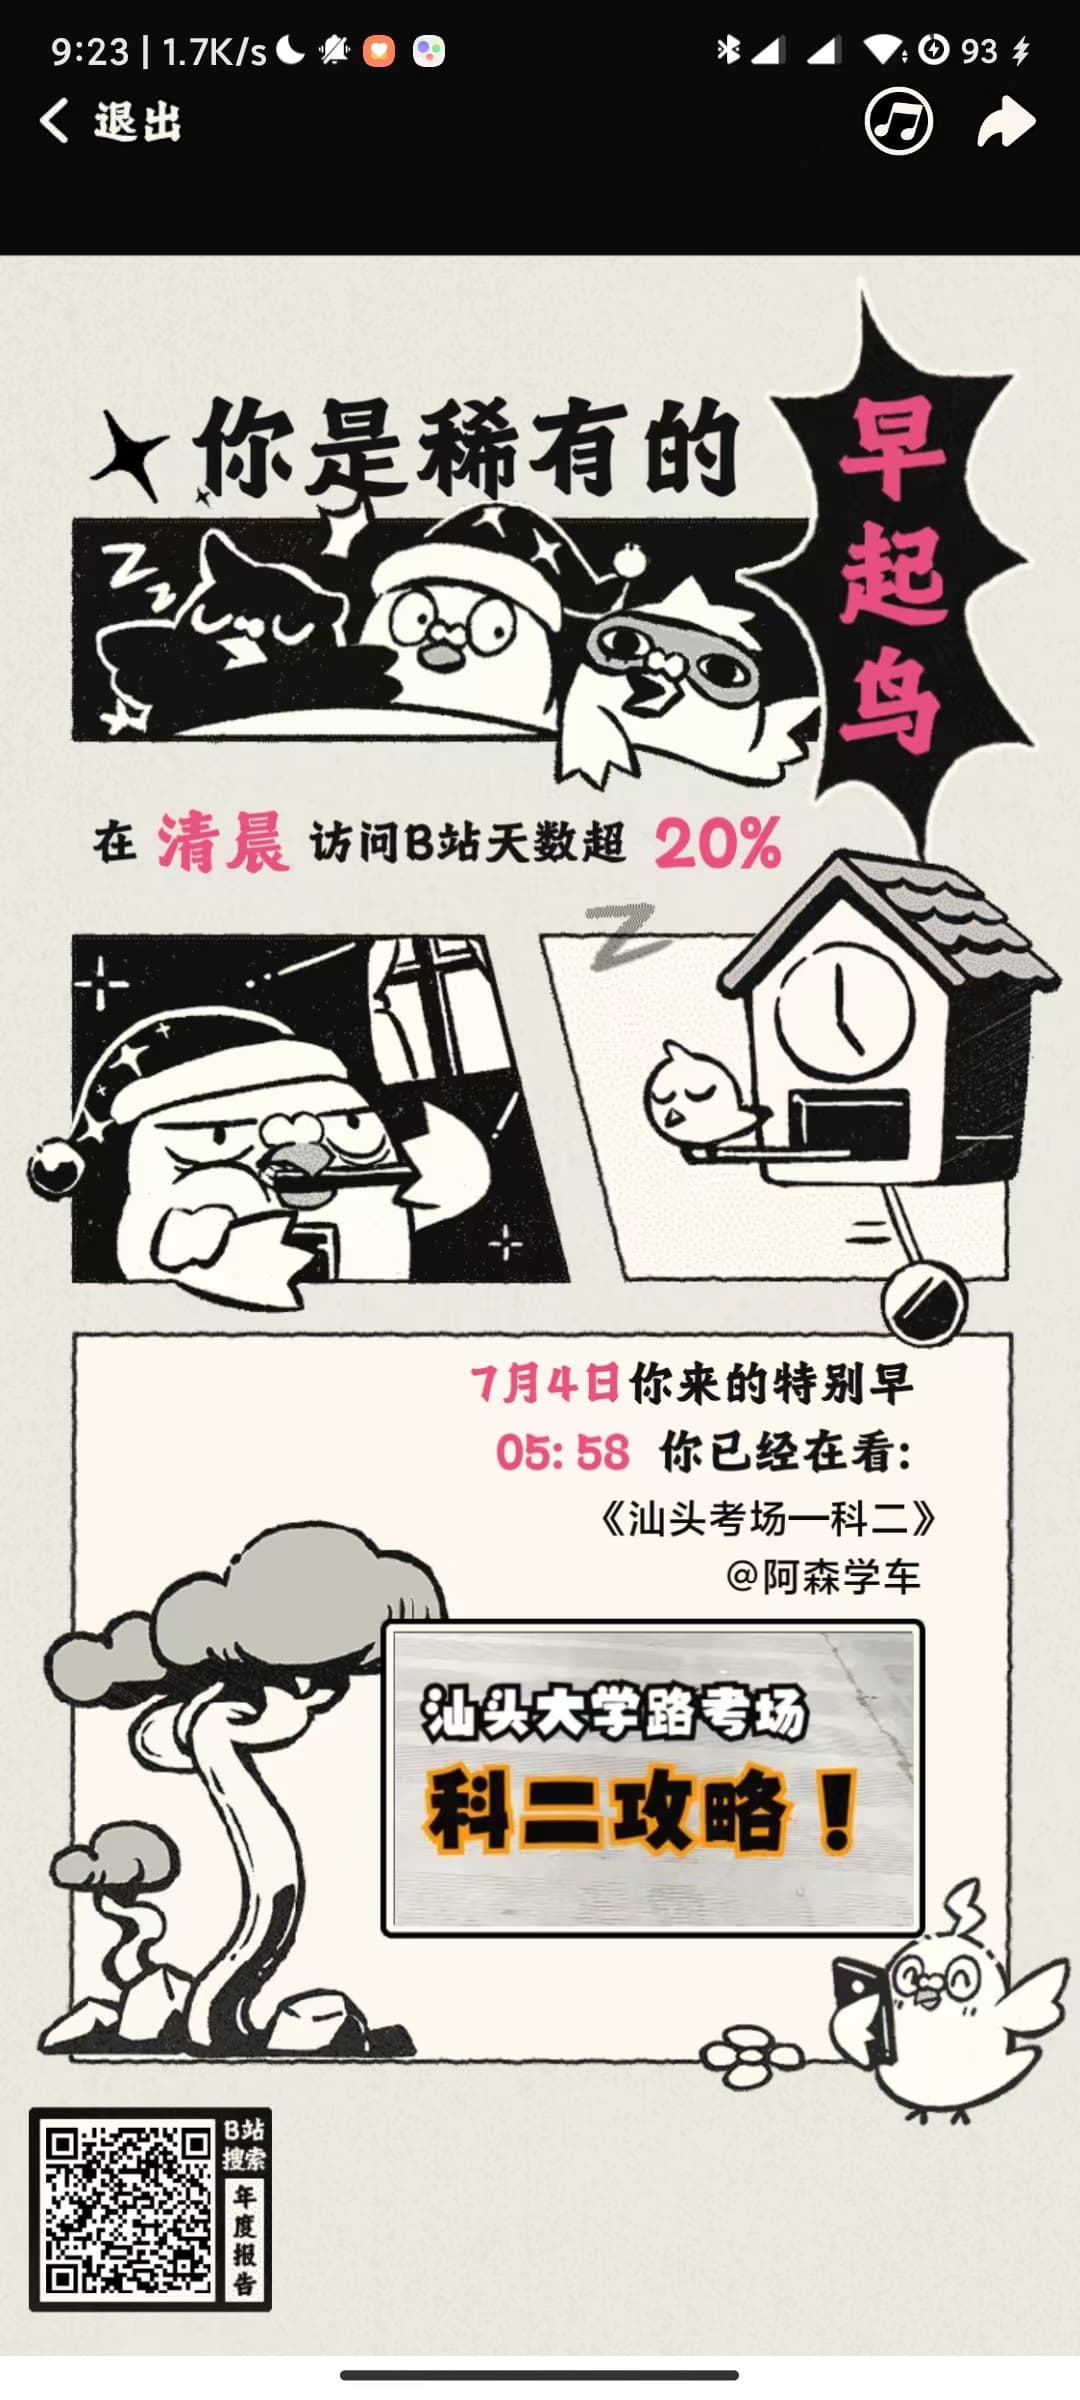 9:23 | 1.7K/s
93
退出
你是稀有的
早起鸟
在 清晨 访问B站天数超 20%
7月4日你来的特别早
05:58 你已经在看:
《汕头考场—科二》
@阿森学车
汕头大学路考场
科二攻略！
B站
搜索
年度报告